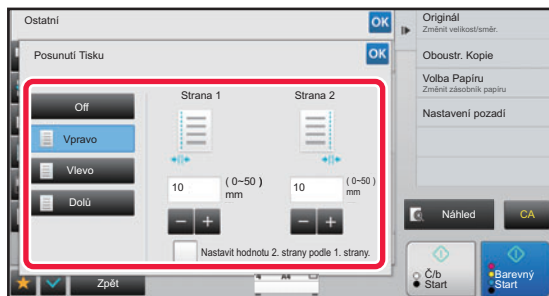 Ostatní
OK
Posunutí Tisku
OK
Off
Vpravo
Vlevo
Dolů
Strana 1
Strana 2
10
( 0~50 )
mm
10
( 0~50 )
mm
Nastavit hodnotu 2. strany podle 1. strany.
Zpět
A4
Originál
Změnit velikost/směr.
Oboustr. Kopie
Volba Papíru
Změnit zásobník papíru
Nastavení pozadí
Náhled
CA
Č/b
Start
Barevný
Start